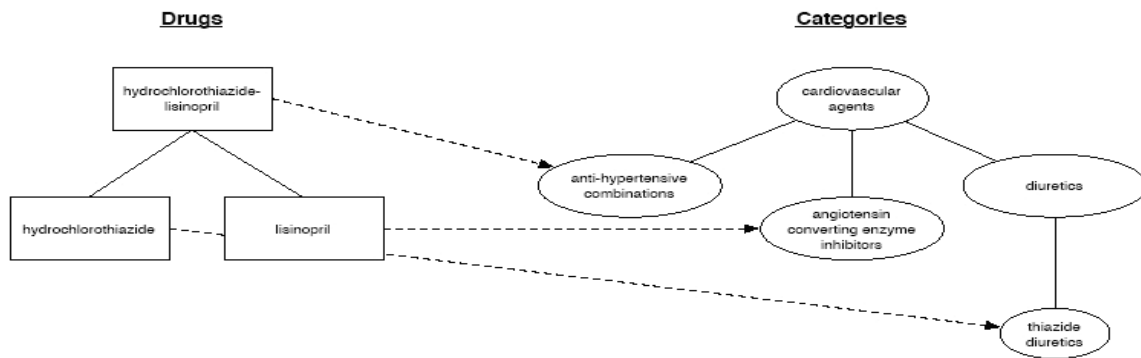 Drugs
Categories
hydrochlorothiazide-
lisinopril
cardiovascular
agents
anti-hypertensive
combinations
diuretics
hydrochlorothiazide
lisinopril
angiotensin
converting enzyme
inhibitors
thiazide
diuretics